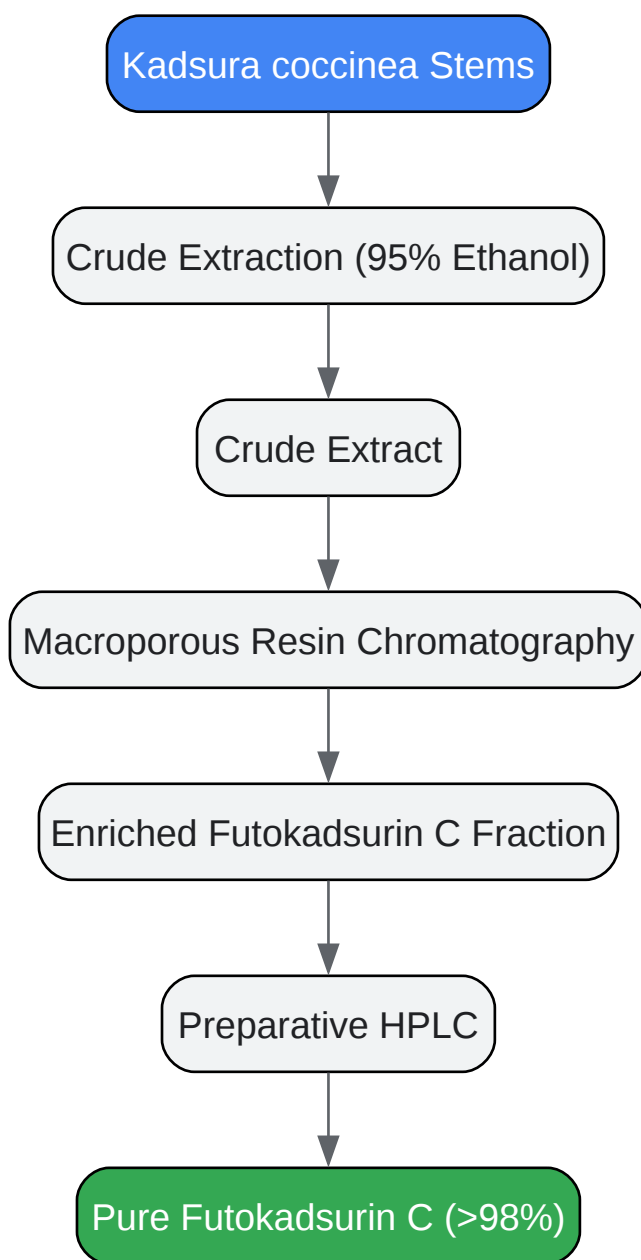 Kadsura coccinea Stems
Crude Extraction (95% Ethanol)
Crude Extract
Macroporous Resin Chromatography
Enriched Futokadsurin C Fraction
Preparative HPLC
Pure Futokadsurin C (>98%)